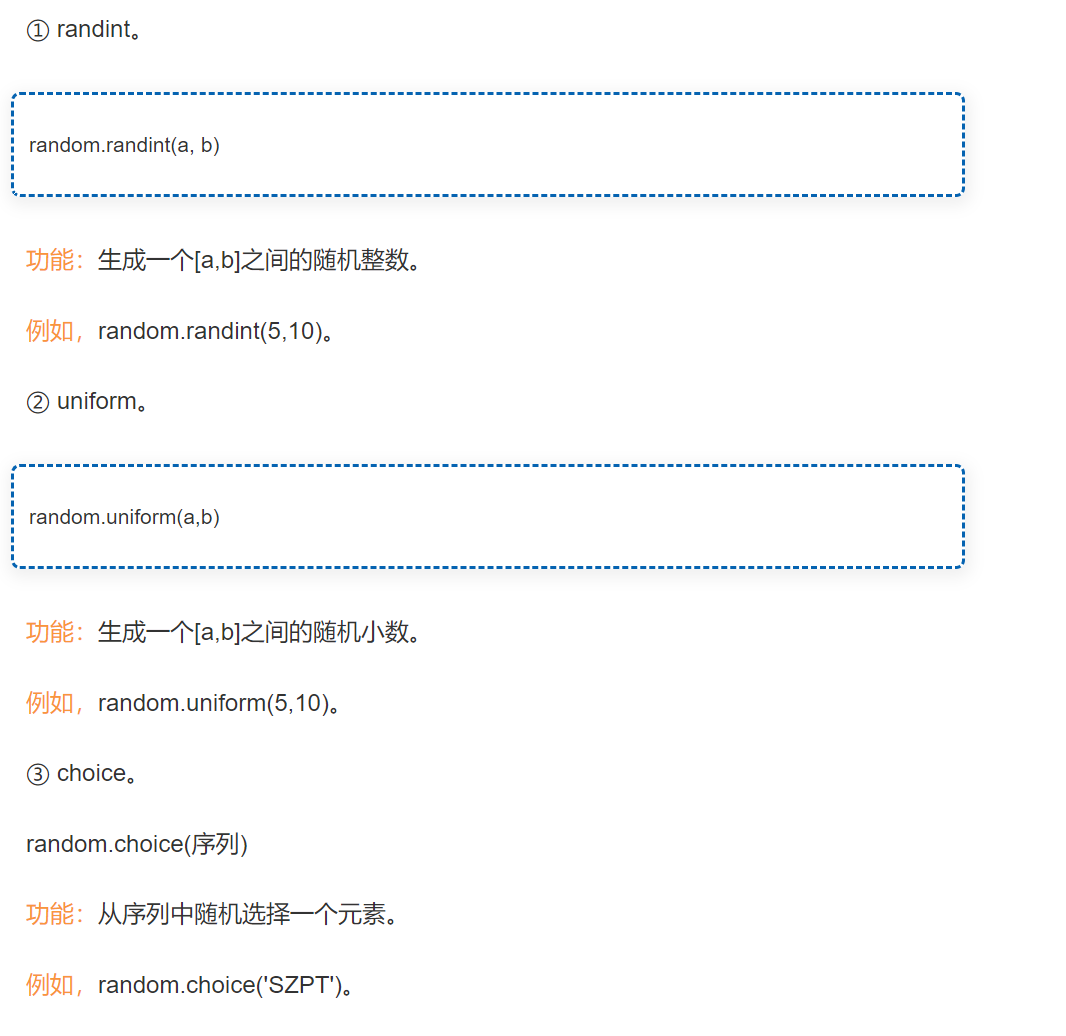 ① randint。
random.randint(a, b)
功能：生成一个[a,b]之间的随机整数。
例如，random.randint(5,10)。
② uniform。
random.uniform(a,b)
功能：生成一个[a,b]之间的随机小数。
例如，random.uniform(5,10)。
③ choice。
random.choice(序列)
功能：从序列中随机选择一个元素。
例如，random.choice('SZPT')。